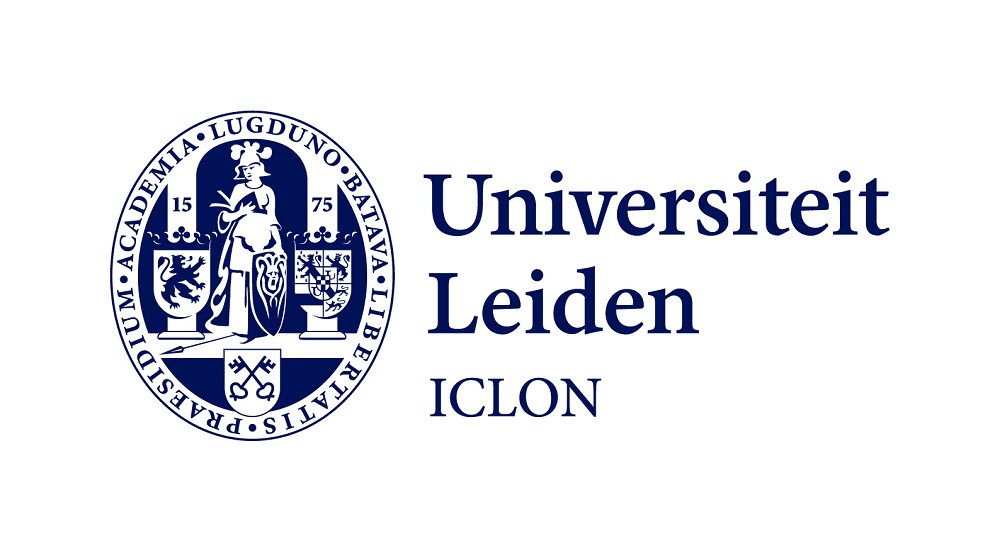 ACADEMIA · LUGDUNO · BATAVA · LIBERTATIS · PRAESIDIUM ·
15 75
Universiteit
Leiden
ICLON